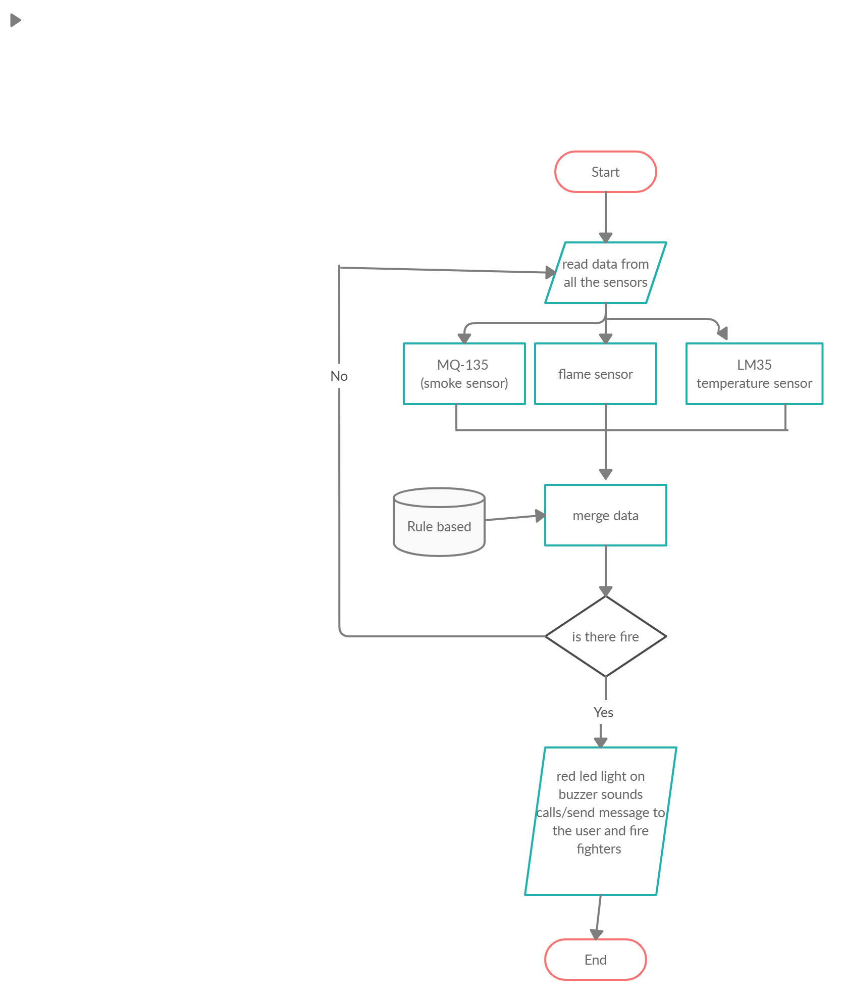 Start
read data from
all the sensors
No
MQ-135
(smoke sensor)
flame sensor
LM35
temperature sensor
Rule based
merge data
is there fire
Yes
red led light on
buzzer sounds
calls/send message to
the user and fire
fighters
End